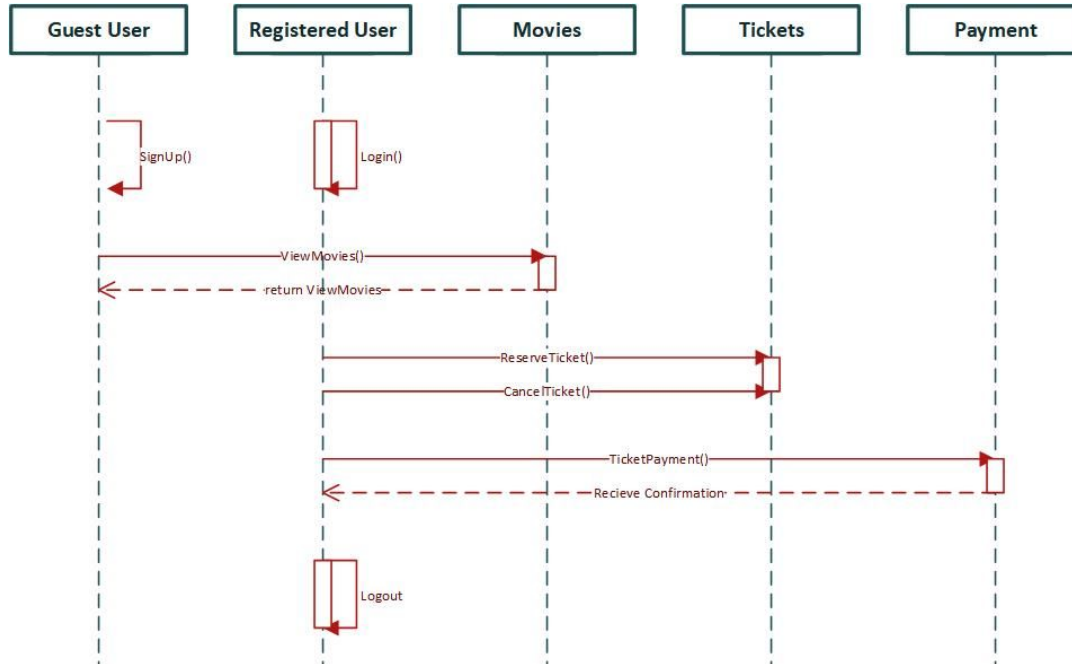 Guest User
Registered User
Movies
Tickets
Payment
SignUp()
Login()
ViewMovies()
return ViewMovies
ReserveTicket()
CancelTicket()
TicketPayment()
Recieve Confirmation
Logout